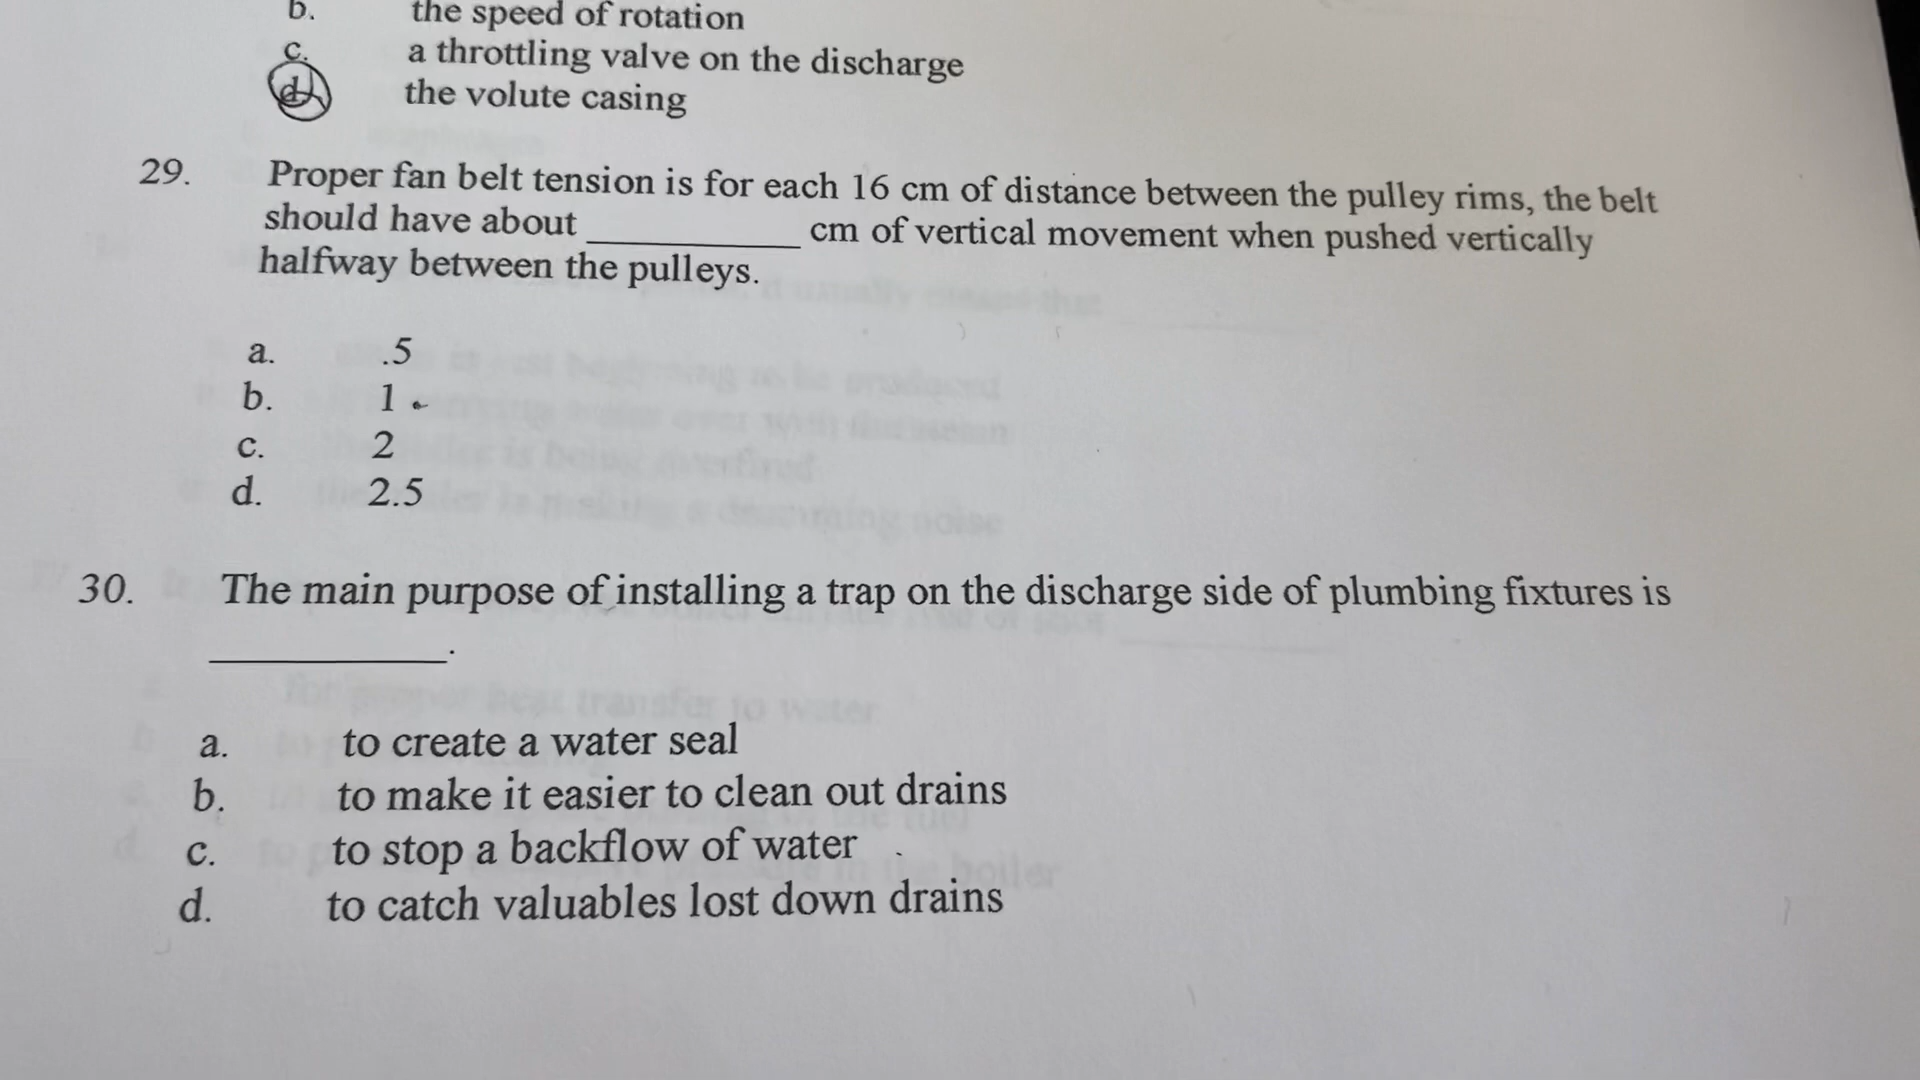 b. the speed of rotation
c. a throttling valve on the discharge
d. the volute casing
29. Proper fan belt tension is for each 16 cm of distance between the pulley rims, the belt
should have about __________ cm of vertical movement when pushed vertically
halfway between the pulleys.
a. .5
b. 1
c. 2
d. 2.5
30. The main purpose of installing a trap on the discharge side of plumbing fixtures is
___________.
a. to create a water seal
b. to make it easier to clean out drains
c. to stop a backflow of water
d. to catch valuables lost down drains